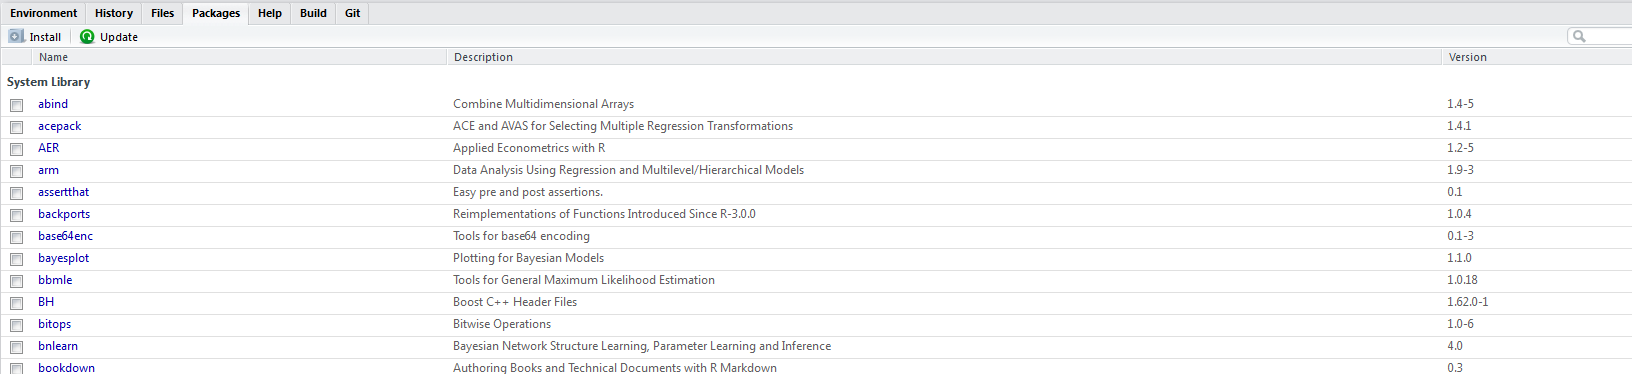 Environment History Files Packages Help Build Git
Install Update
Name Description Version
System Library
abind Combine Multidimensional Arrays 1.4-5
acepack ACE and AVAS for Selecting Multiple Regression Transformations 1.4.1
AER Applied Econometrics with R 1.2-5
arm Data Analysis Using Regression and Multilevel/Hierarchical Models 1.9-3
assertthat Easy pre and post assertions. 0.1
backports Reimplementations of Functions Introduced Since R-3.0.0 1.0.4
base64enc Tools for base64 encoding 0.1-3
bayesplot Plotting for Bayesian Models 1.1.0
bbmle Tools for General Maximum Likelihood Estimation 1.0.18
BH Boost C++ Header Files 1.62.0-1
bitops Bitwise Operations 1.0-6
bnlearn Bayesian Network Structure Learning, Parameter Learning and Inference 4.0
bookdown Authoring Books and Technical Documents with R Markdown 0.3